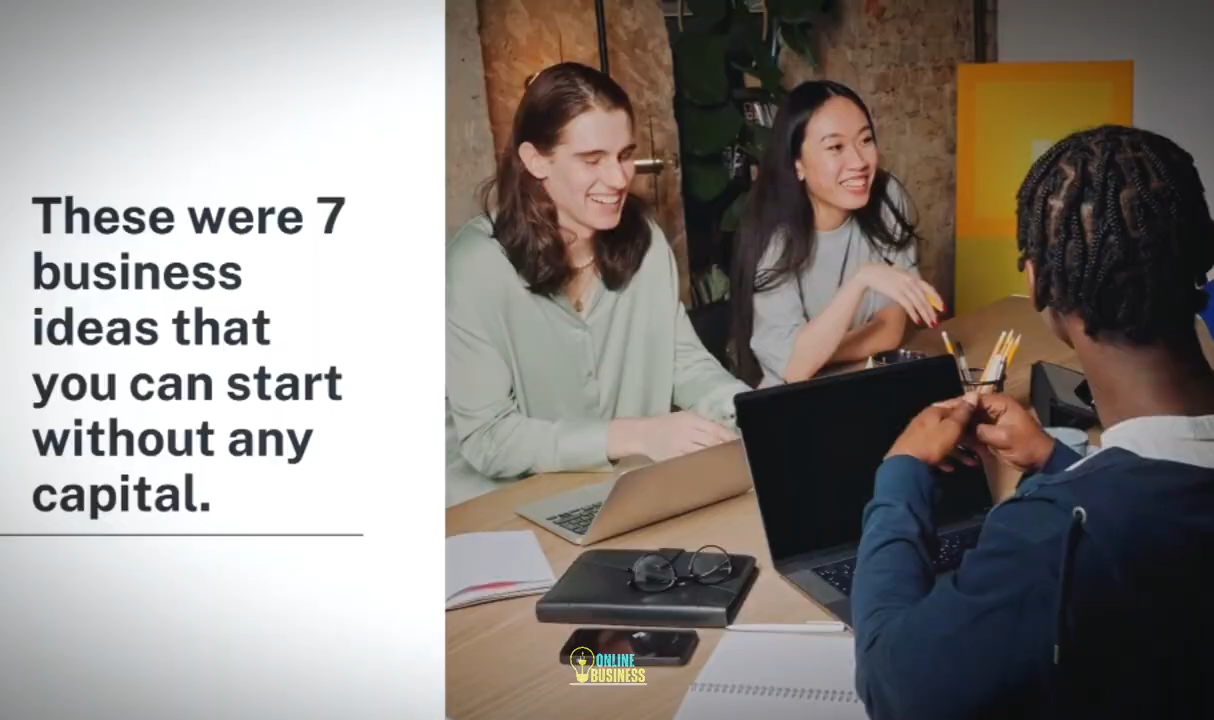 These were 7
business
ideas that
you can start
without any
capital.
ONLINE
BUSINESS